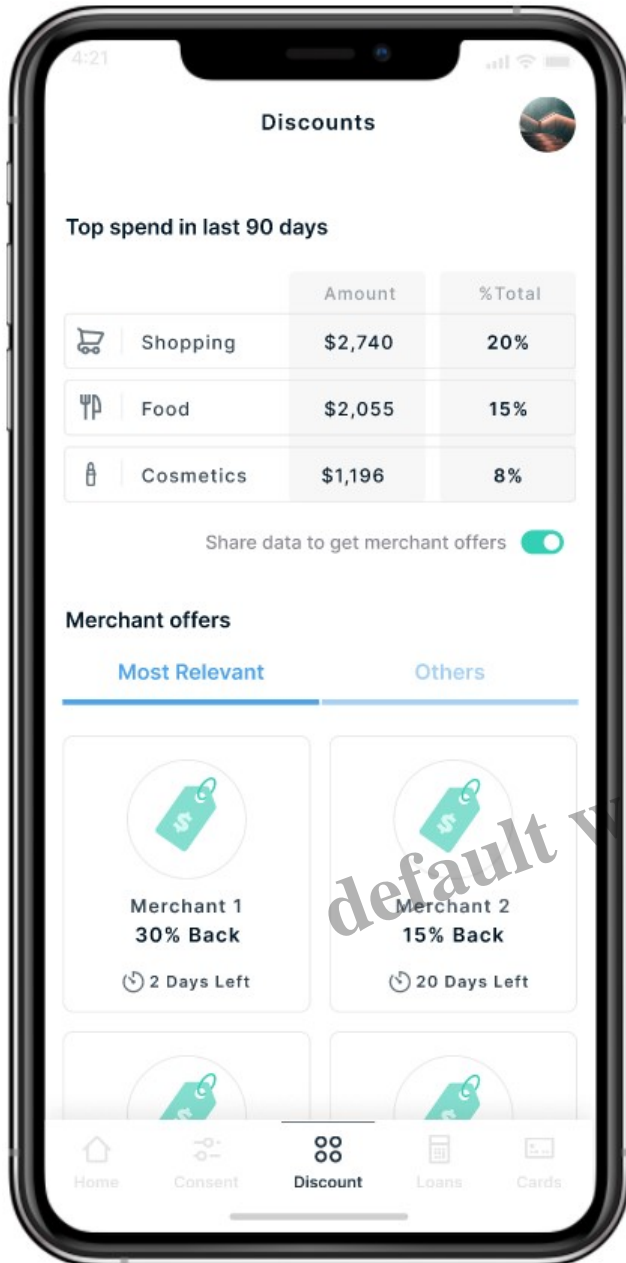 4:21
Discounts
Top spend in last 90 days
Amount %Total
Shopping $2,740 20%
Food $2,055 15%
Cosmetics $1,196 8%
Share data to get merchant offers
Merchant offers
Most Relevant Others
Merchant 1 Merchant 2
30% Back 15% Back
2 Days Left 20 Days Left
default
Home Consent Discount Loans Cards